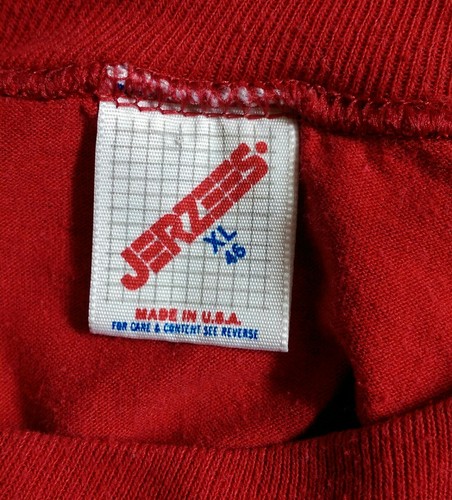 JERZEES
XL
46
MADE IN U.S.A.
FOR CARE & CONTENT SEE REVERSE